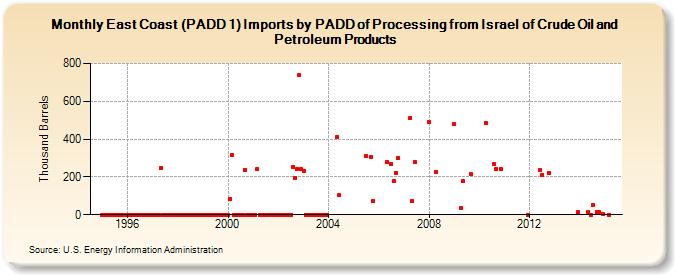 Monthly East Coast (PADD 1) Imports by PADD of Processing from Israel of Crude Oil and
Petroleum Products
Thousand Barrels
800
600
400
200
0
1996
2000
2004
2008
2012
Source: U.S. Energy Information Administration